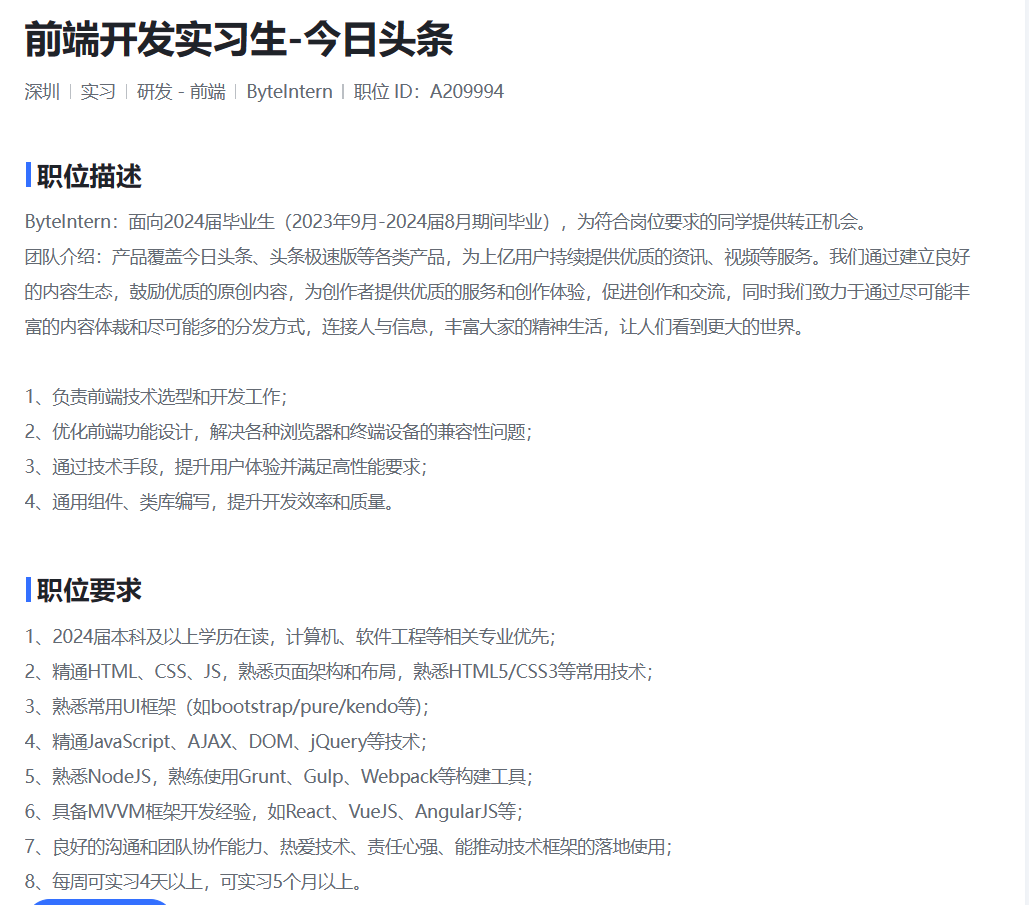 前端开发实习生-今日头条
深圳 | 实习 | 研发 - 前端 | ByteIntern | 职位 ID：A209994
职位描述
ByteIntern：面向2024届毕业生（2023年9月-2024届8月期间毕业），为符合岗位要求的同学提供转正机会。
团队介绍：产品覆盖今日头条、头条极速版等各类产品，为上亿用户持续提供优质的资讯、视频等服务。我们通过建立良好
的内容生态，鼓励优质的原创内容，为创作者提供优质的服务和创作体验，促进创作和交流，同时我们致力于通过尽可能丰
富的内容体裁和尽可能多的分发方式，连接人与信息，丰富大家的精神生活，让人们看到更大的世界。
1、负责前端技术选型和开发工作；
2、优化前端功能设计，解决各种浏览器和终端设备的兼容性问题；
3、通过技术手段，提升用户体验并满足高性能要求；
4、通用组件、类库编写，提升开发效率和质量。
职位要求
1、2024届本科及以上学历在读，计算机、软件工程等相关专业优先；
2、精通HTML、CSS、JS，熟悉页面架构和布局，熟悉HTML5/CSS3等常用技术；
3、熟悉常用UI框架（如bootstrap/pure/kendo等)；
4、精通JavaScript、AJAX、DOM、jQuery等技术；
5、熟悉NodeJS，熟练使用Grunt、Gulp、Webpack等构建工具；
6、具备MVVM框架开发经验，如React、VueJS、AngularJS等；
7、良好的沟通和团队协作能力、热爱技术、责任心强、能推动技术框架的落地使用；
8、每周可实习4天以上，可实习5个月以上。